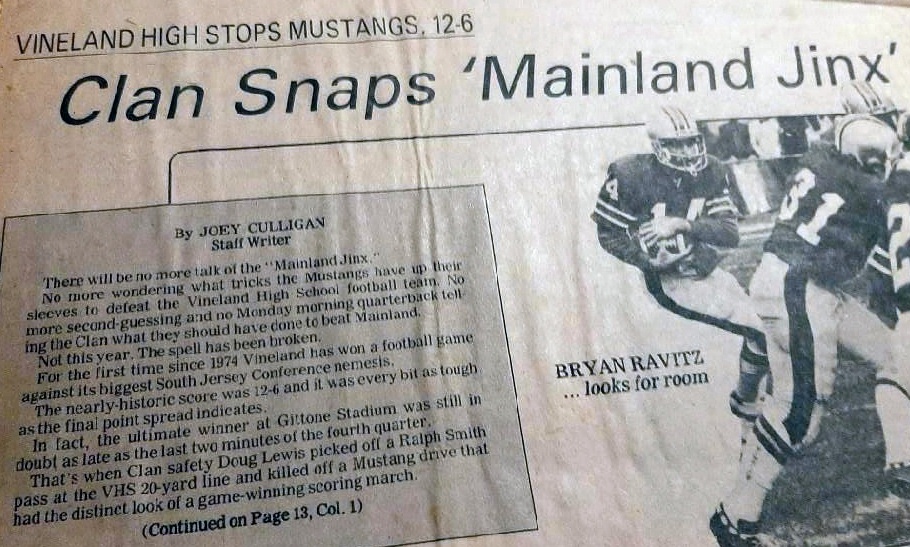 VINELAND HIGH STOPS MUSTANGS, 12-6
Clan Snaps 'Mainland Jinx'
By JOEY CULLIGAN
Staff Writer
There will be no more talk of the "Mainland Jinx."
No more wondering what tricks the Mustangs have up their
sleeves to defeat the Vineland High School football team. No
more second-guessing and no Monday morning quarterback tell-
ing the Clan what they should have done to beat Mainland.
Not this year. The spell has been broken.
For the first time since 1974 Vineland has won a football game
against its biggest South Jersey Conference nemesis.
The nearly-historic score was 12-6 and it was every bit as tough
as the final point spread indicates.
In fact, the ultimate winner at Gittone Stadium was still in
doubt as late as the last two minutes of the fourth quarter.
That's when Clan safety Doug Lewis picked off a Ralph Smith
pass at the VHS 20-yard line and killed off a Mustang drive that
had the distinct look of a game-winning scoring march.
(Continued on Page 13, Col. 1)
14
31
BRYAN RAVITZ
... looks for room